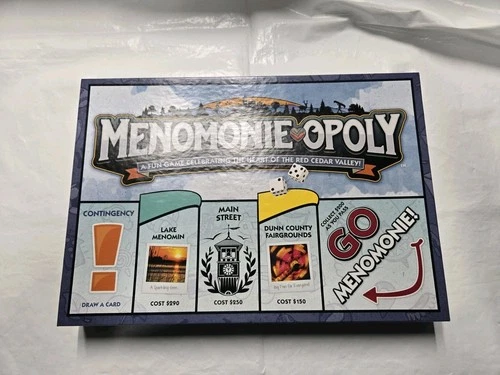 MENOMONIE OPOLY
A FUN GAME CELEBRATING THE HEART OF THE RED CEDAR VALLEY!
CONTINGENCY
DRAW A CARD
LAKE
MENOMIN
COST $290
MAIN
STREET
COST $250
DUNN COUNTY
FAIRGROUNDS
COST $150
COLLECT $200
AS YOU PASS
GO
MENOMONIE!